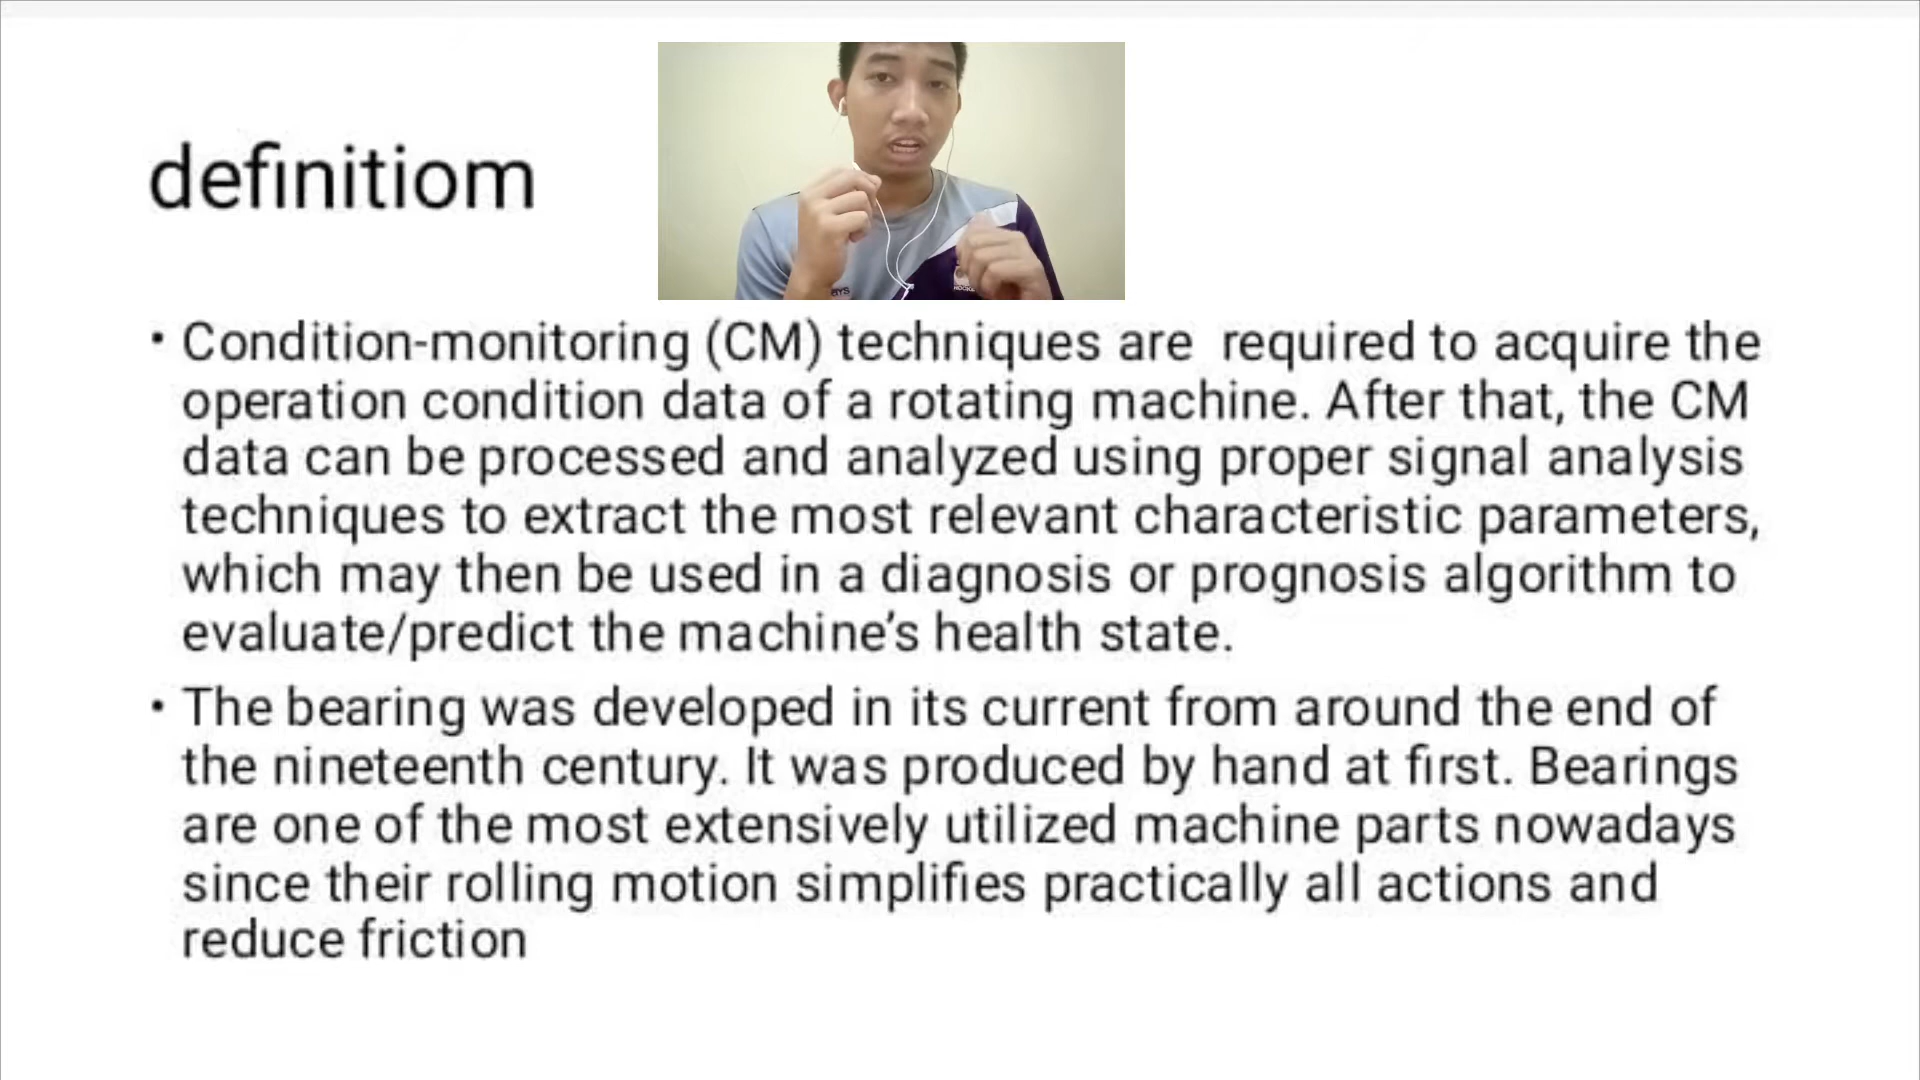 definitiom
• Condition-monitoring (CM) techniques are required to acquire the
operation condition data of a rotating machine. After that, the CM
data can be processed and analyzed using proper signal analysis
techniques to extract the most relevant characteristic parameters,
which may then be used in a diagnosis or prognosis algorithm to
evaluate/predict the machine's health state.
• The bearing was developed in its current from around the end of
the nineteenth century. It was produced by hand at first. Bearings
are one of the most extensively utilized machine parts nowadays
since their rolling motion simplifies practically all actions and
reduce friction